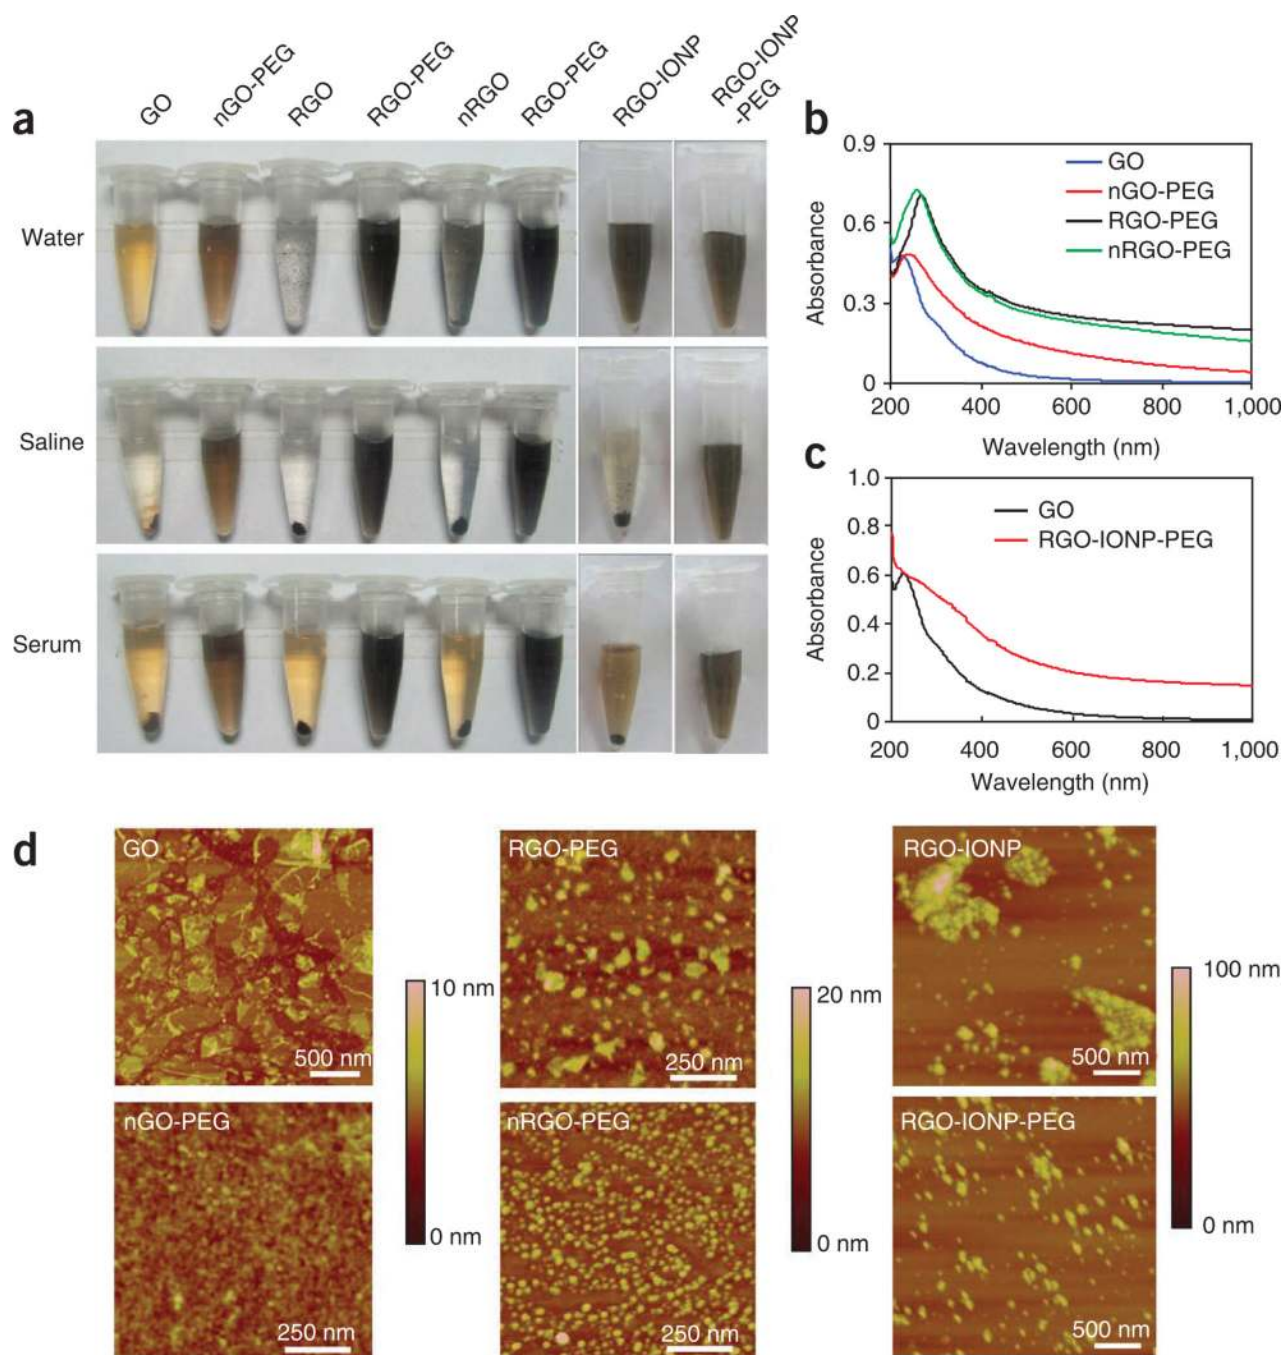 a
GO
nGO-PEG
RGO
RGO-PEG
nRGO
RGO-PEG
RGO-IONP
RGO-IONP
-PEG
Water
Saline
Serum
b
0.9
0.6
0.3
0
Absorbance
GO
nGO-PEG
RGO-PEG
nRGO-PEG
200 400 600 800 1,000
Wavelength (nm)
c
1.0
0.8
0.6
0.4
0.2
0
Absorbance
GO
RGO-IONP-PEG
200 400 600 800 1,000
Wavelength (nm)
d
GO
500 nm
nGO-PEG
250 nm
10 nm
0 nm
RGO-PEG
250 nm
nRGO-PEG
250 nm
20 nm
0 nm
RGO-IONP
500 nm
RGO-IONP-PEG
500 nm
100 nm
0 nm